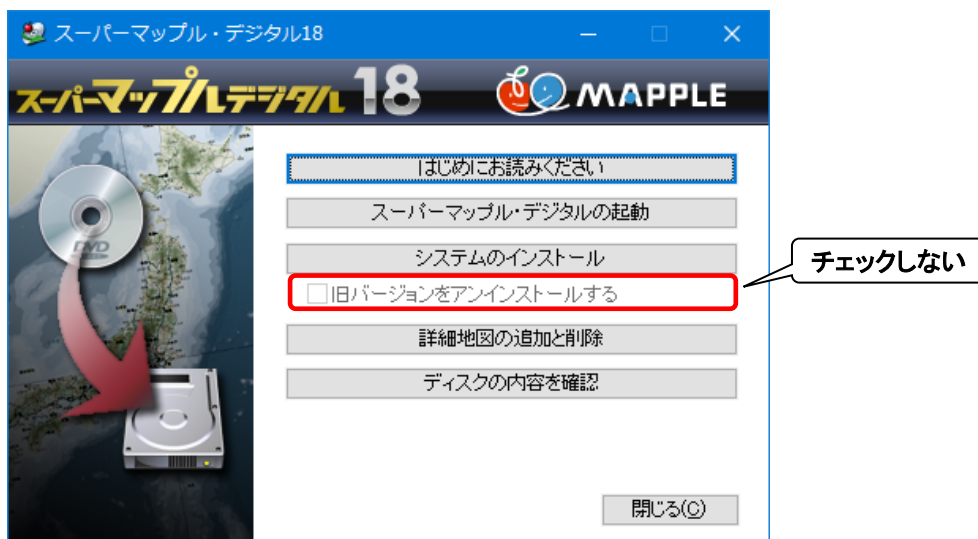 スーパーマップル・デジタル18
スーパーマップルデジタル 18
MAPPLE
はじめにお読みください
スーパーマップル・デジタルの起動
システムのインストール
旧バージョンをアンインストールする
チェックしない
詳細地図の追加と削除
ディスクの内容を確認
DVD
閉じる(C)